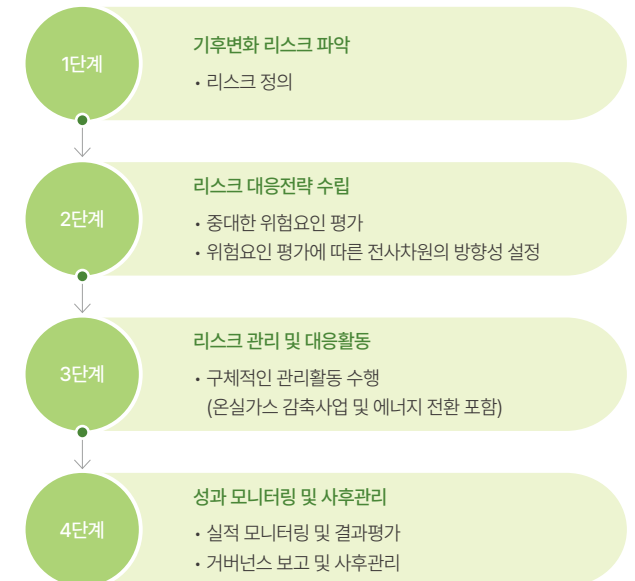 1단계
기후변화 리스크 파악
• 리스크 정의
2단계
리스크 대응전략 수립
• 중대한 위험요인 평가
• 위험요인 평가에 따른 전사차원의 방향성 설정
3단계
리스크 관리 및 대응활동
• 구체적인 관리활동 수행
(온실가스 감축사업 및 에너지 전환 포함)
4단계
성과 모니터링 및 사후관리
• 실적 모니터링 및 결과평가
• 거버넌스 보고 및 사후관리